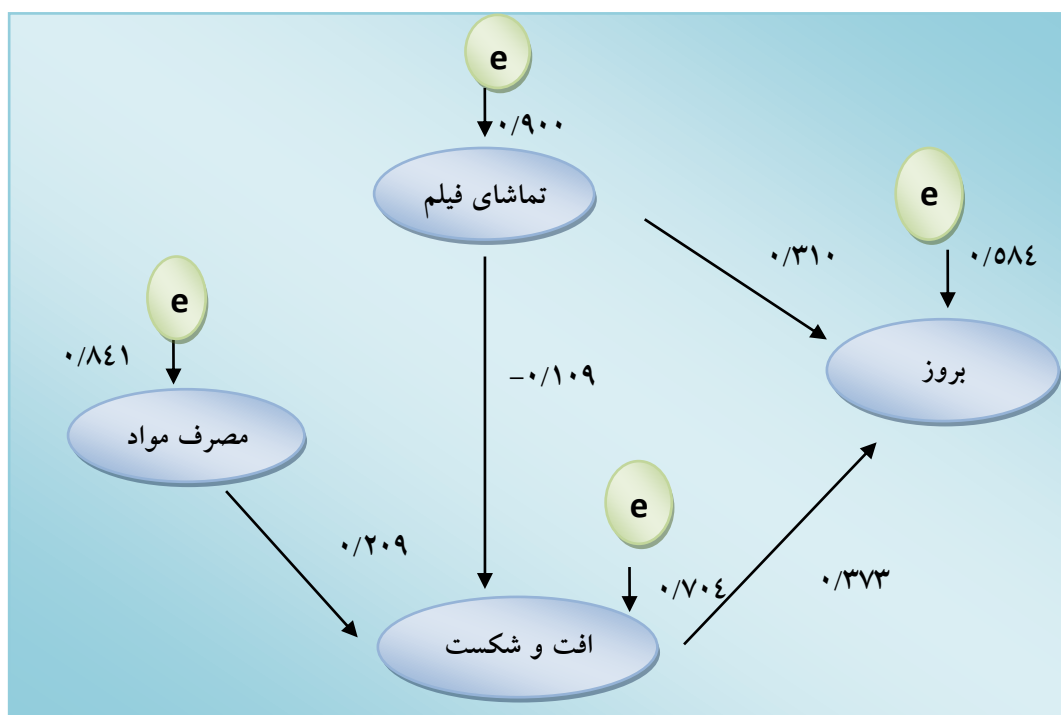 e
۰/۹۰۰
تماشای فیلم
e
۰/۵۸٤
۰/۳۱۰
بروز
e
۰/۸٤۱
مصرف مواد
–۰/۱۰۹
e
۰/۷۰٤
۰/۲۰۹
۰/۳۷۳
افت و شکست